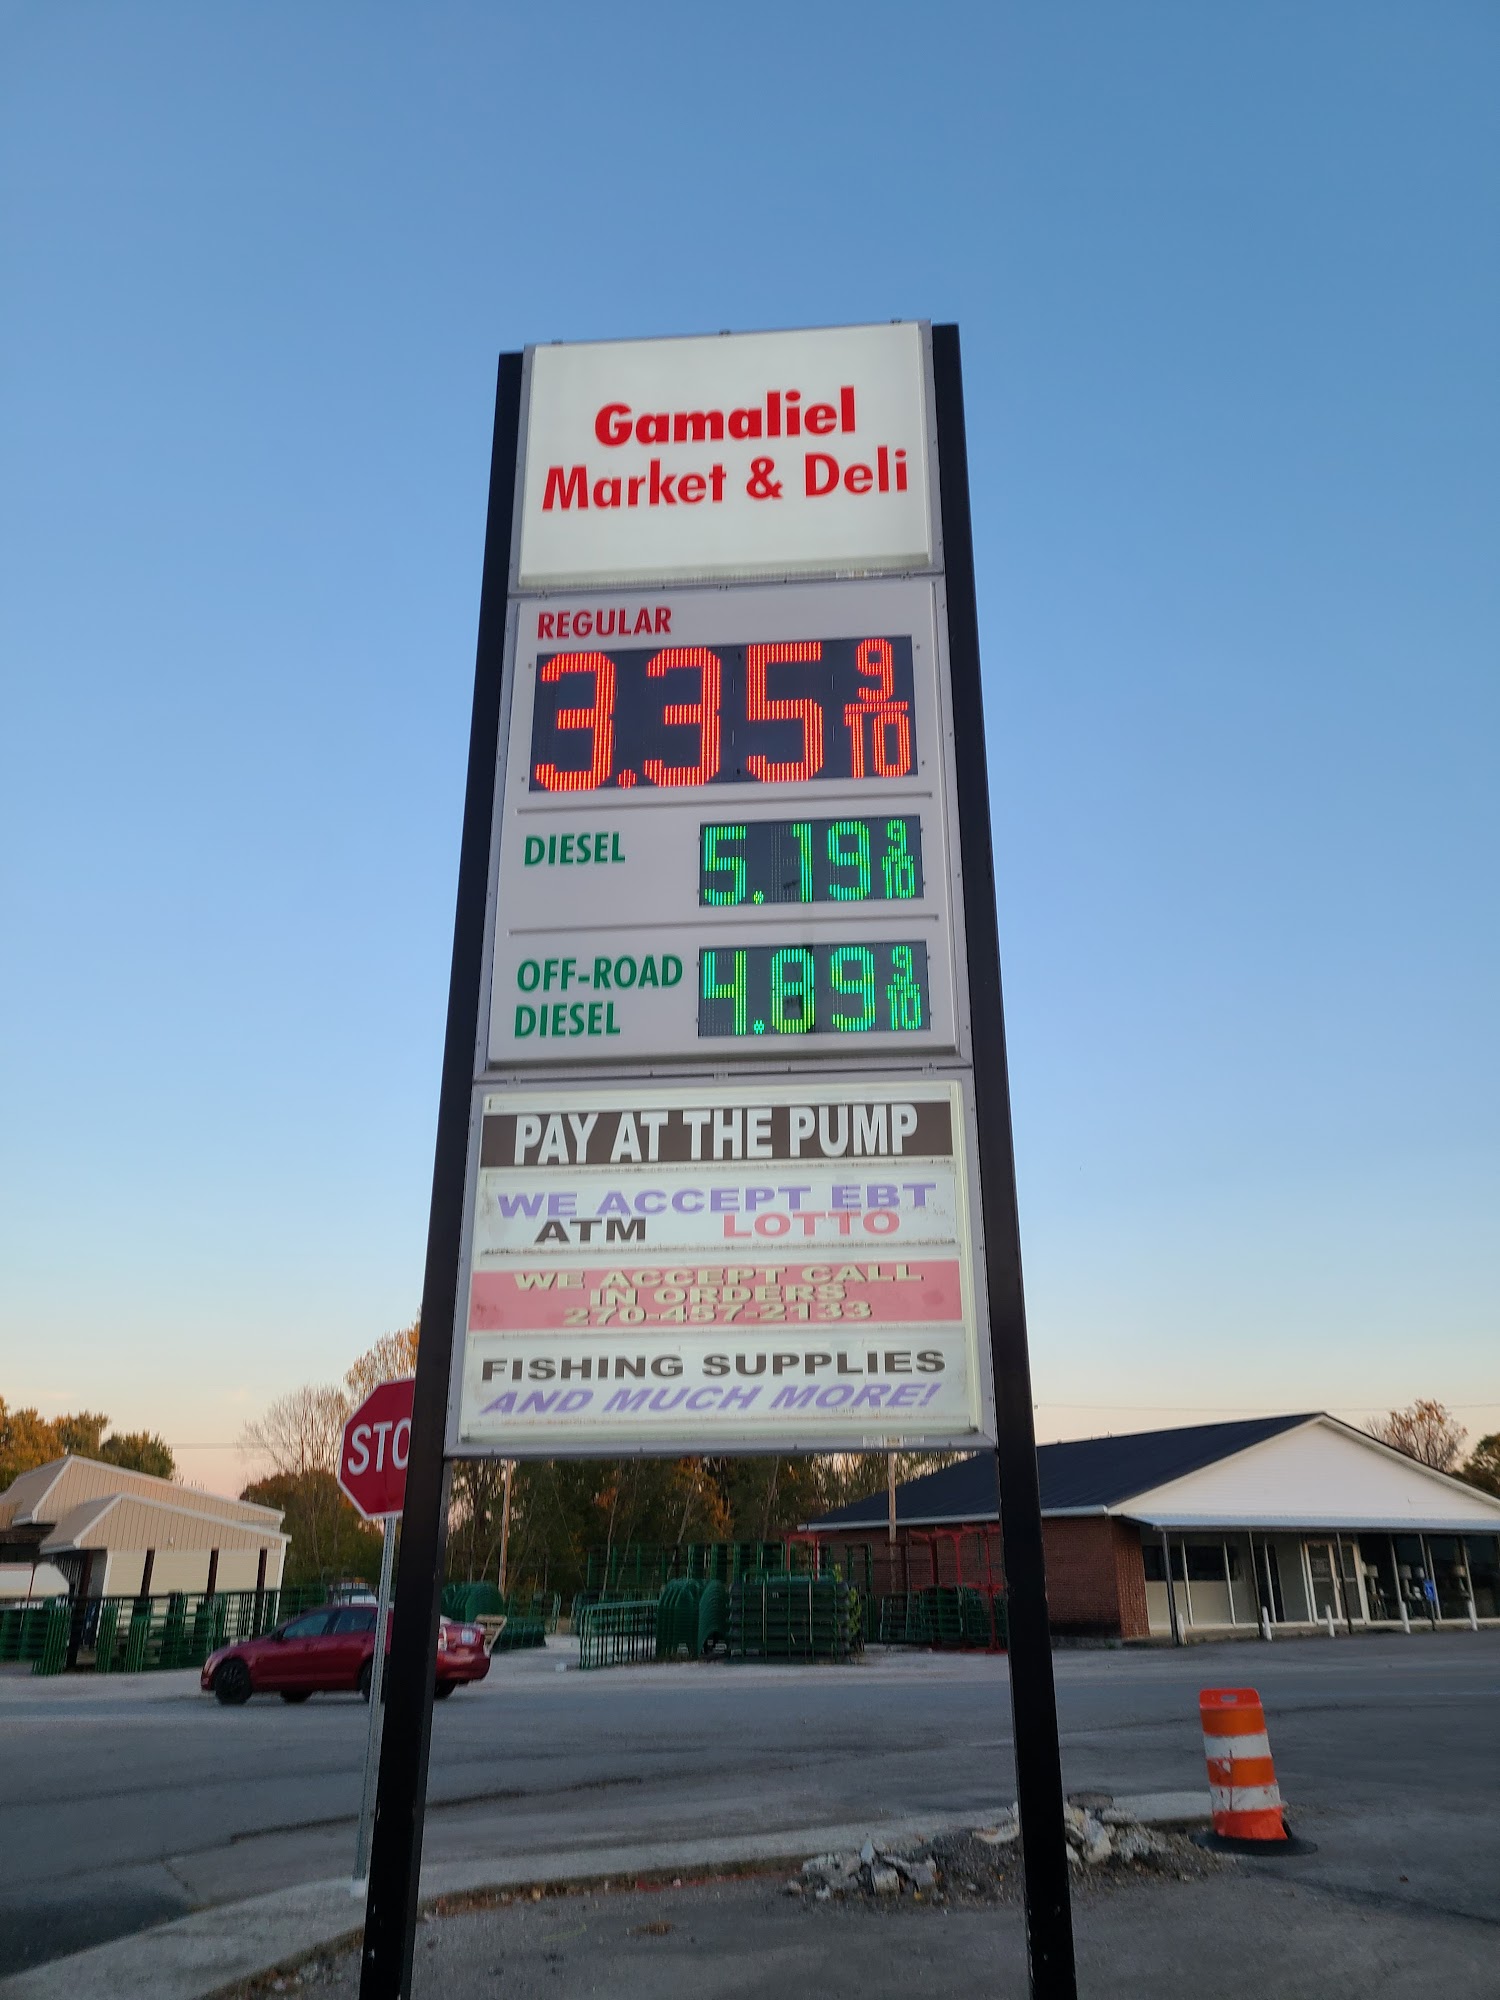 Gamaliel
Market & Deli
REGULAR
3.35 9/10
DIESEL
5.19 9/10
OFF-ROAD
DIESEL
4.89 9/10
PAY AT THE PUMP
WE ACCEPT EBT
ATM LOTTO
WE ACCEPT CALL
IN ORDERS
270-457-2133
FISHING SUPPLIES
AND MUCH MORE!
STO